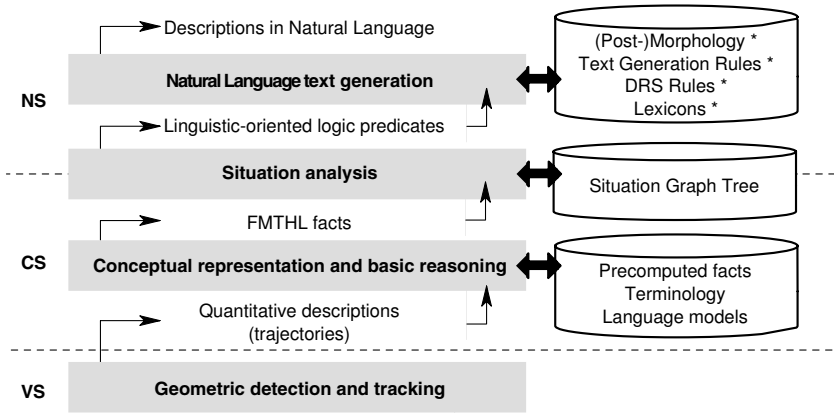 Descriptions in Natural Language
(Post-)Morphology *
Text Generation Rules *
DRS Rules *
Lexicons *
Natural Language text generation
NS
Linguistic-oriented logic predicates
Situation analysis
Situation Graph Tree
FMTHL facts
CS
Conceptual representation and basic reasoning
Precomputed facts
Terminology
Language models
Quantitative descriptions
(trajectories)
VS
Geometric detection and tracking